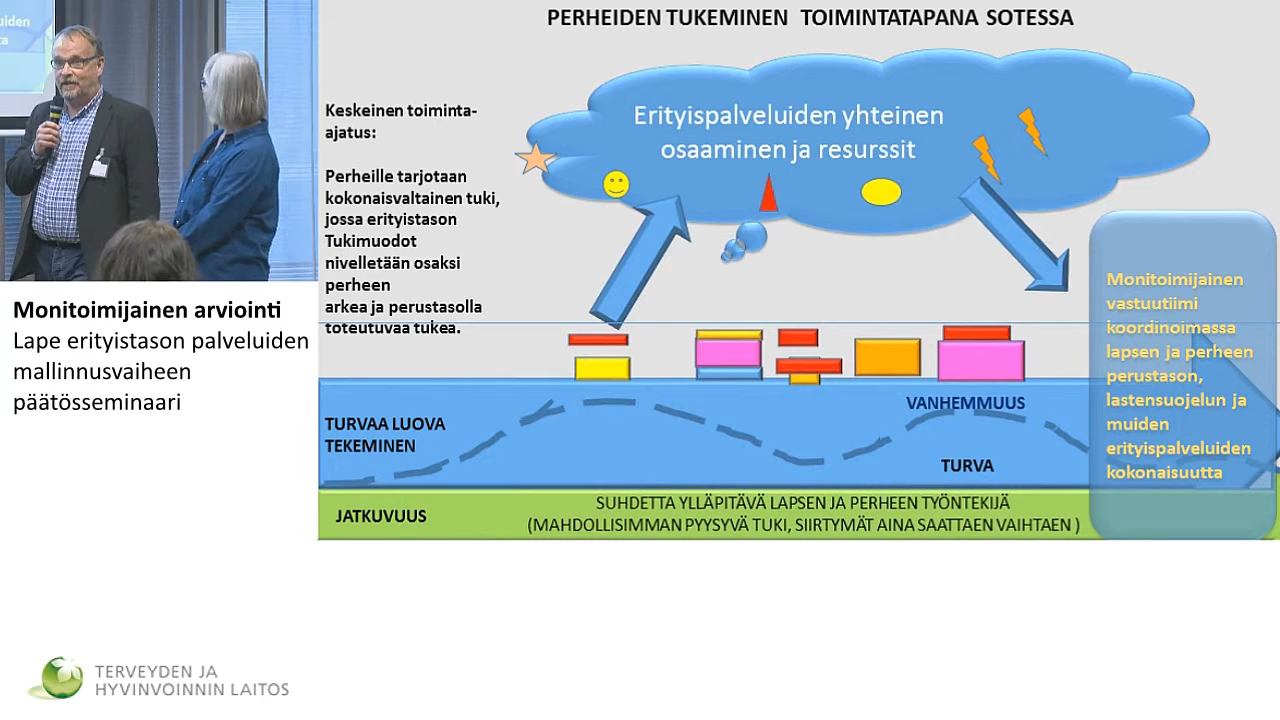 uiden
ta
PERHEIDEN TUKEMINEN TOIMINTATAPANA SOTESSA
Keskeinen toiminta-
ajatus:
Perheille tarjotaan
kokonaisvaltainen tuki,
jossa erityistason
Tukimuodot
nivelletään osaksi
perheen
arkea ja perustasolla
toteutuvaa tukea.
Erityispalveluiden yhteinen
osaaminen ja resurssit
Monitoimijainen
vastuutiimi
koordinoimassa
lapsen ja perheen
perustason,
lastensuojelun ja
muiden
erityispalveluiden
kokonaisuutta
VANHEMMUUS
TURVAA LUOVA
TEKEMINEN
TURVA
JATKUVUUS
SUHDETTA YLLÄPITÄVÄ LAPSEN JA PERHEEN TYÖNTEKIJÄ
(MAHDOLLISIMMAN PYYSYVÄ TUKI, SIIRTYMÄT AINA SAATTAEN VAIHTAEN )
Monitoimijainen arviointi
Lape erityistason palveluiden
mallinnusvaiheen
päätösseminaari
TERVEYDEN JA
HYVINVOINNIN LAITOS